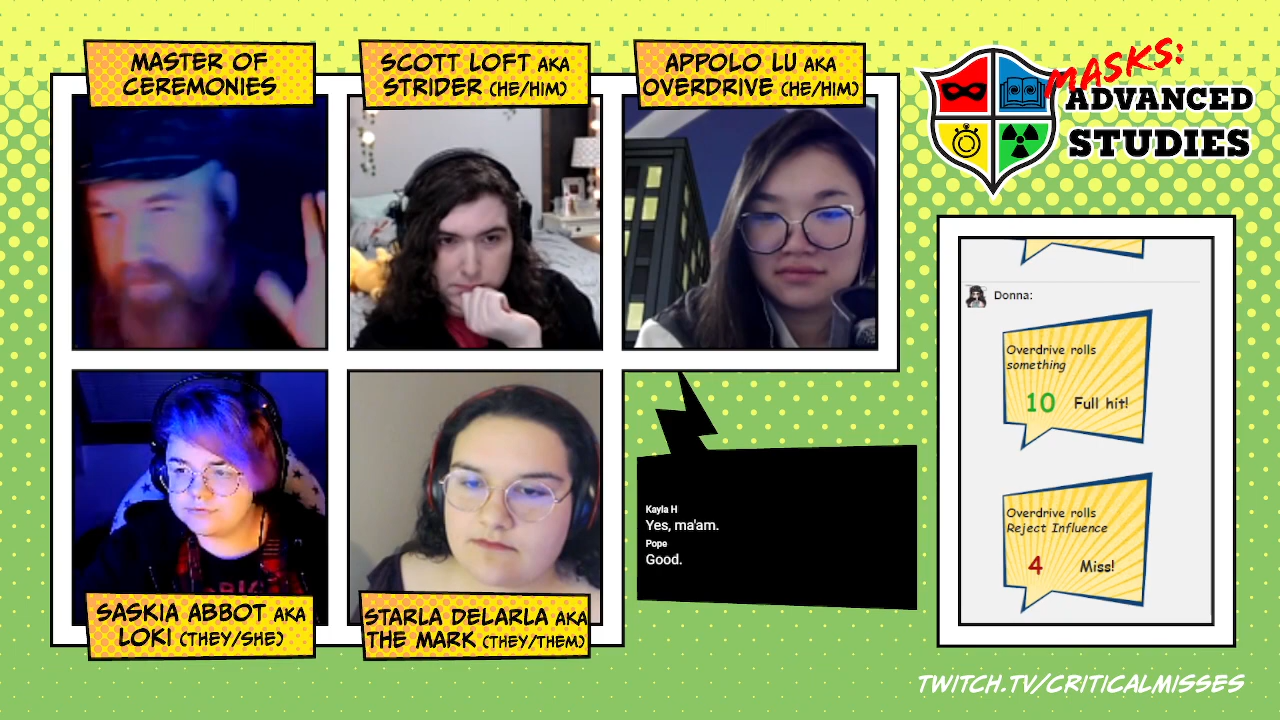 MASTER OF
CEREMONIES
SCOTT LOFT AKA
STRIDER (HE/HIM)
APPOLO LU AKA
OVERDRIVE (HE/HIM)
MASKS:
ADVANCED
STUDIES
Donna:
Overdrive rolls
something
10 Full hit!
Overdrive rolls
Reject Influence
4 Miss!
Kayla H
Yes, ma'am.
Pope
Good.
SASKIA ABBOT AKA
LOKI (THEY/SHE)
STARLA DELARLA AKA
THE MARK (THEY/THEM)
TWITCH.TV/CRITICALMISSES